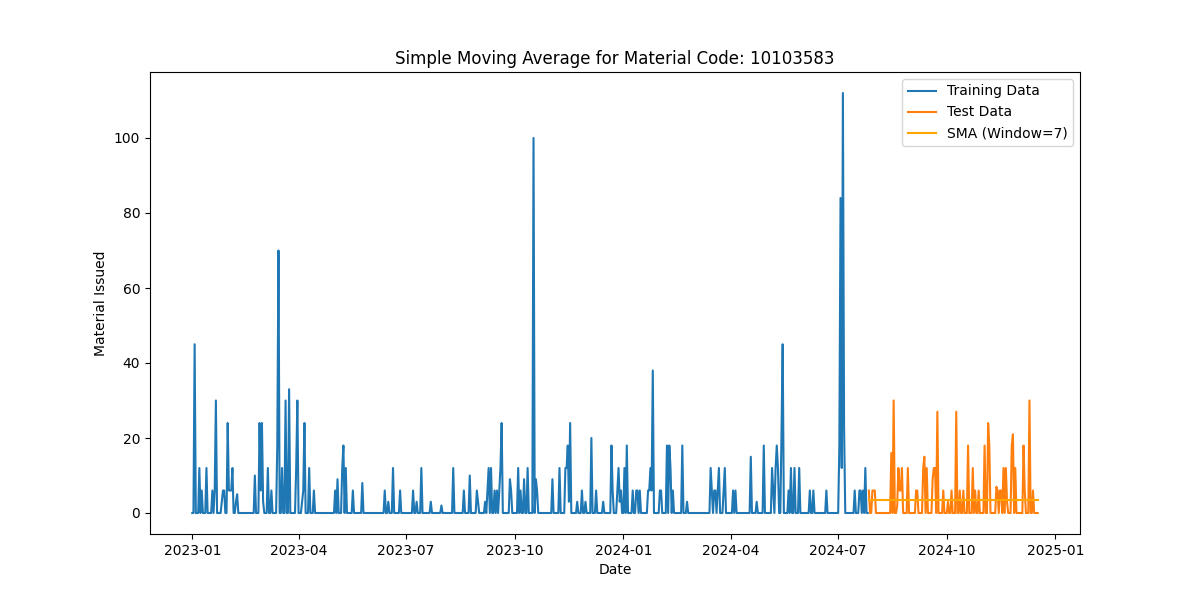 Simple Moving Average for Material Code: 10103583
Training Data
Test Data
SMA (Window=7)
Material Issued
100
80
60
40
20
0
2023-01 2023-04 2023-07 2023-10 2024-01 2024-04 2024-07 2024-10 2025-01
Date